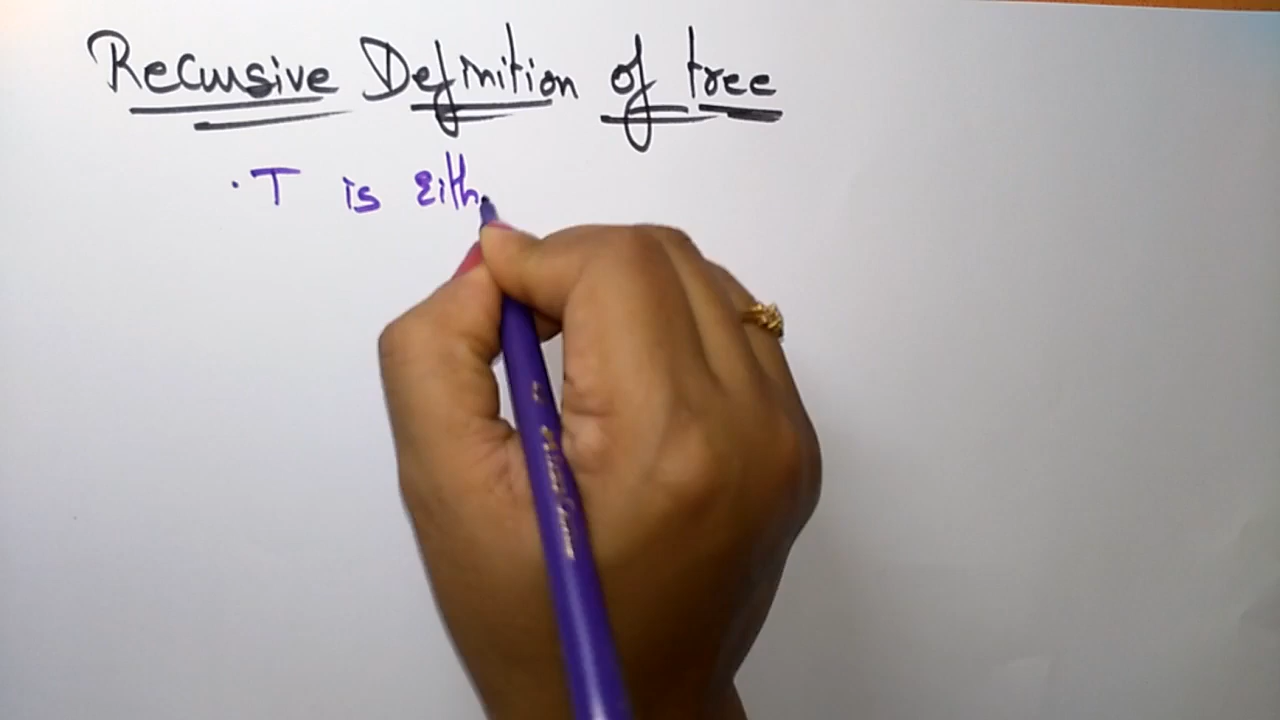 Recursive Definition of tree
. T is Eith